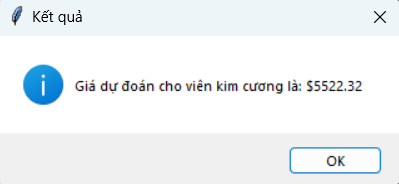 Kết quả
Giá dự đoán cho viên kim cương là: $5522.32
OK